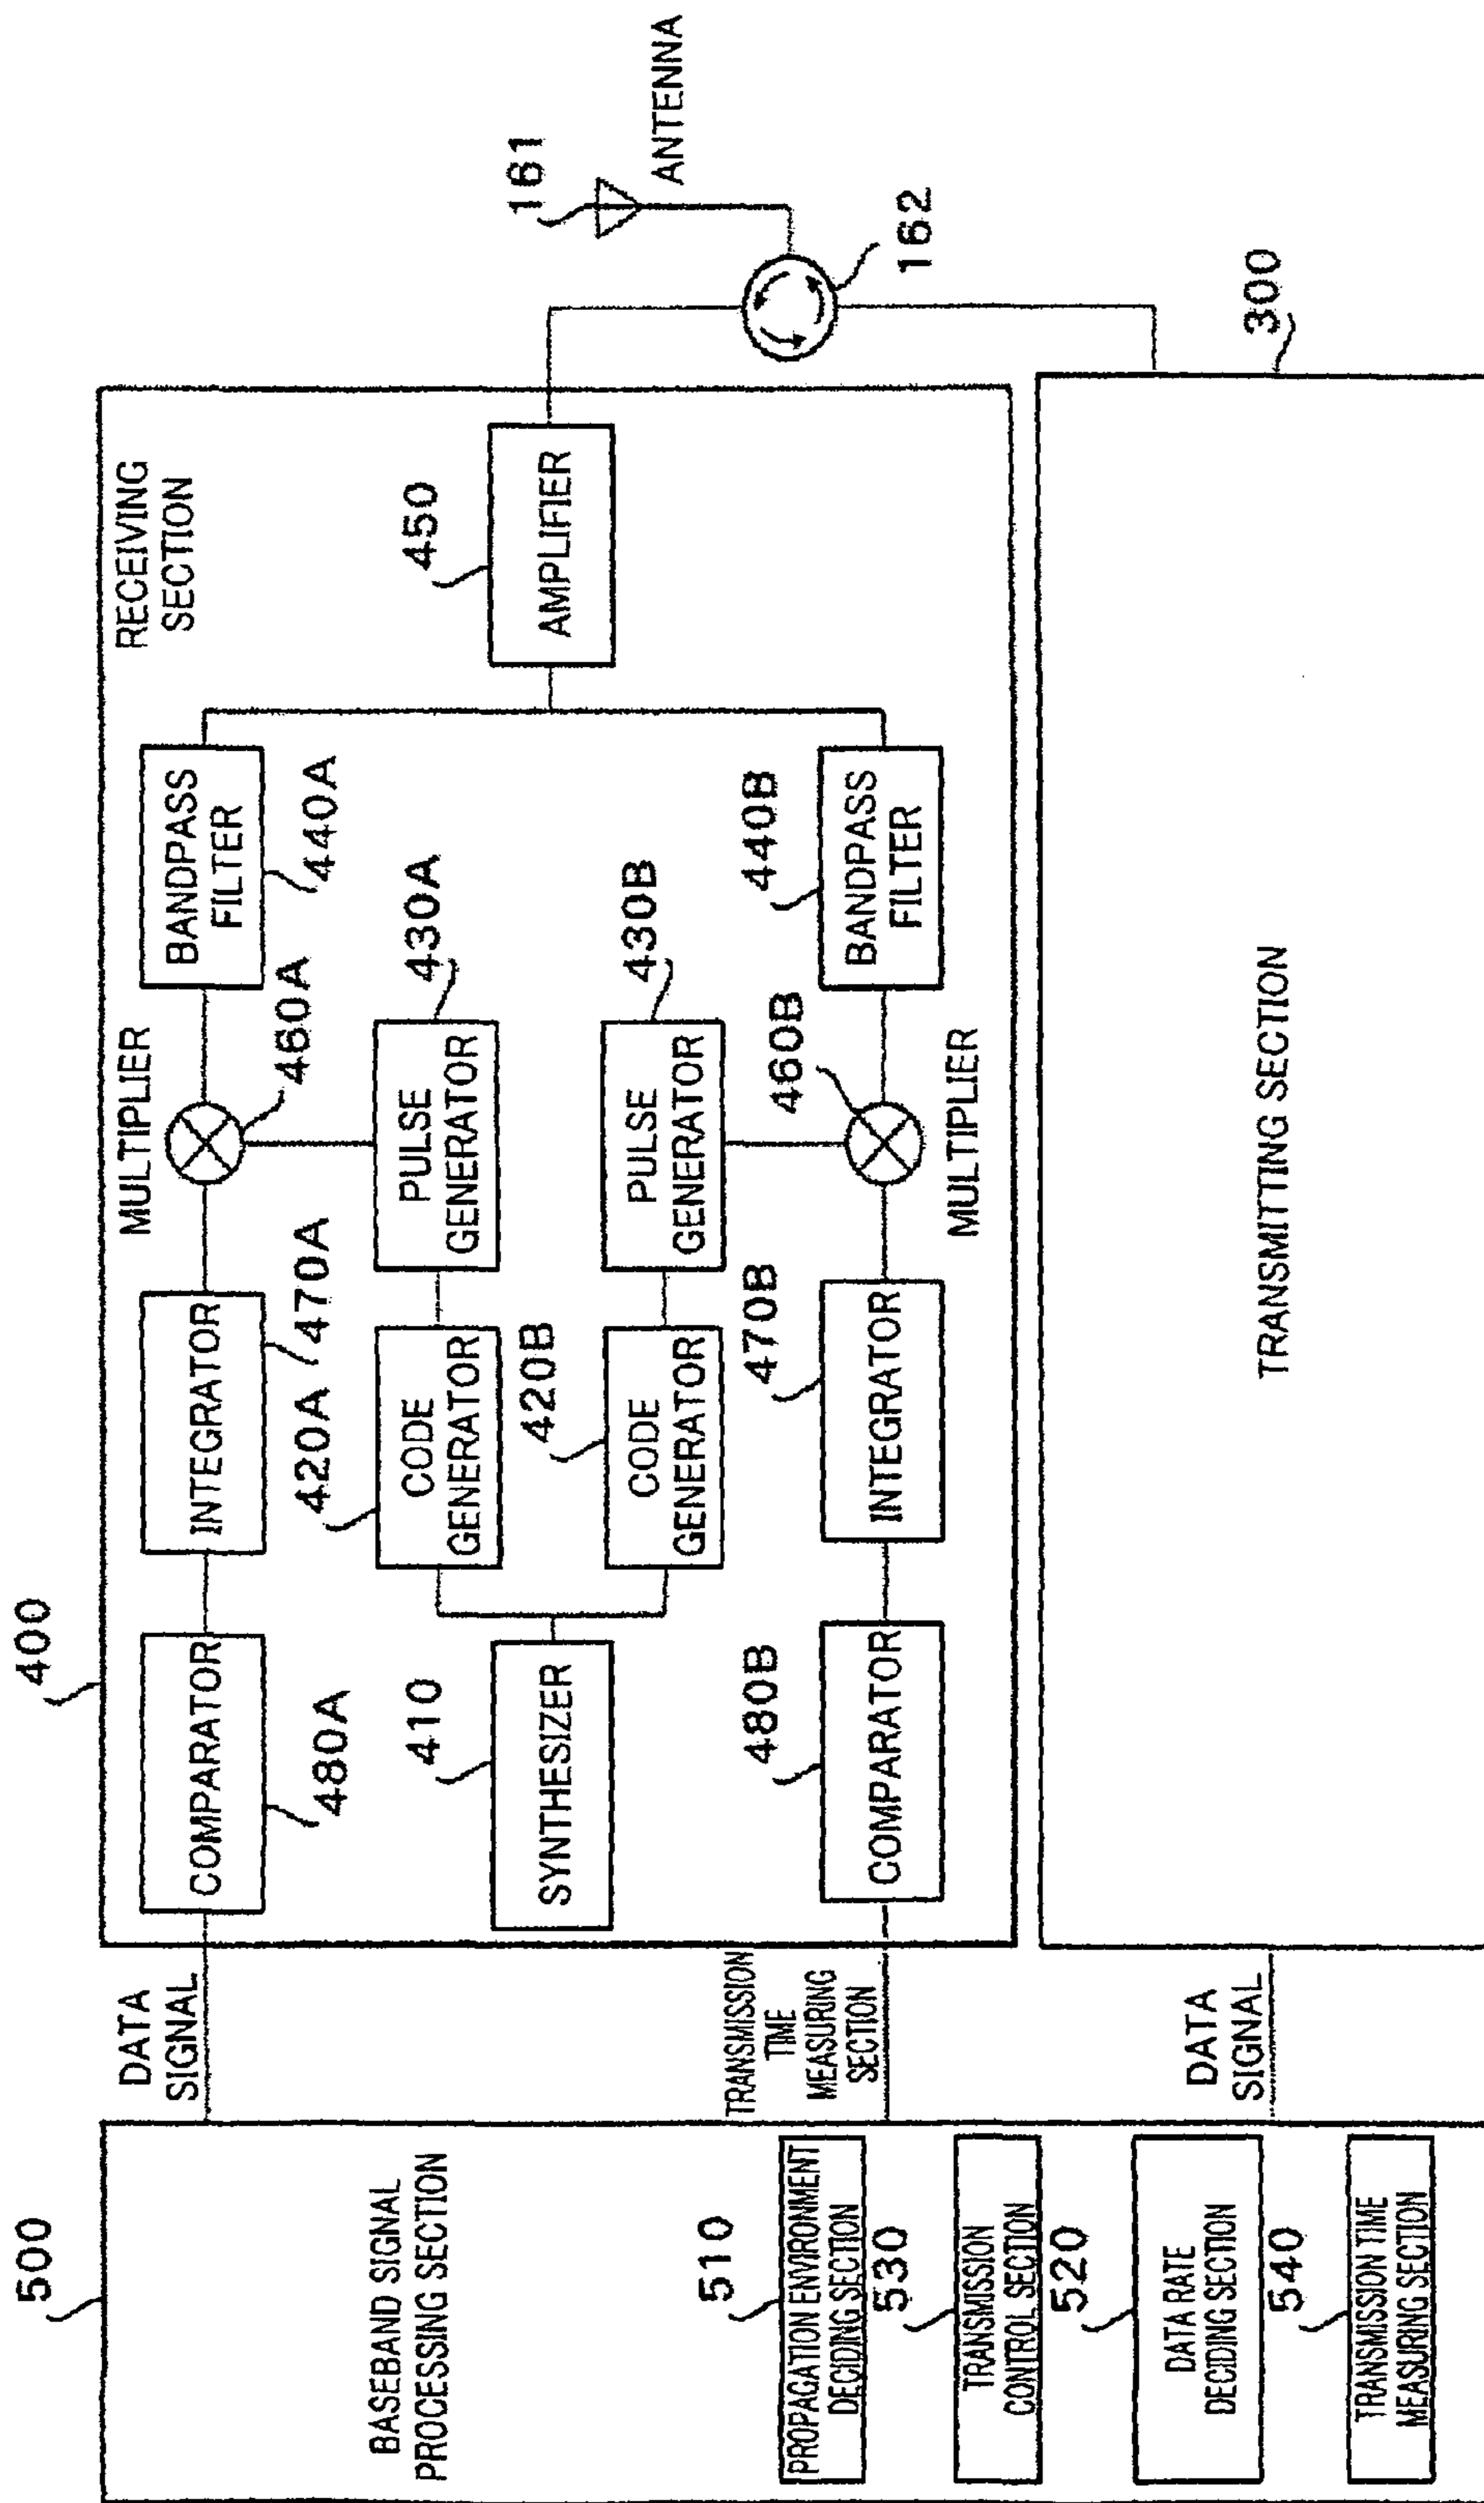 500
BASEBAND SIGNAL
PROCESSING SECTION
510
PROPAGATION ENVIRONMENT
DECIDING SECTION
530
TRANSMISSION
CONTROL SECTION
520
DATA RATE
DECIDING SECTION
540
TRANSMISSION TIME
MEASURING SECTION
DATA
SIGNAL
TRANSMISSION
TIME
MEASURING
SECTION
DATA
SIGNAL
400
RECEIVING
SECTION
COMPARATOR
480A
INTEGRATOR
470A
MULTIPLIER
460A
BANDPASS
FILTER
440A
SYNTHESIZER
410
CODE
GENERATOR
420A
PULSE
GENERATOR
430A
CODE
GENERATOR
420B
PULSE
GENERATOR
430B
AMPLIFIER
450
COMPARATOR
480B
INTEGRATOR
470B
MULTIPLIER
460B
BANDPASS
FILTER
440B
161
ANTENNA
162
300
TRANSMITTING SECTION